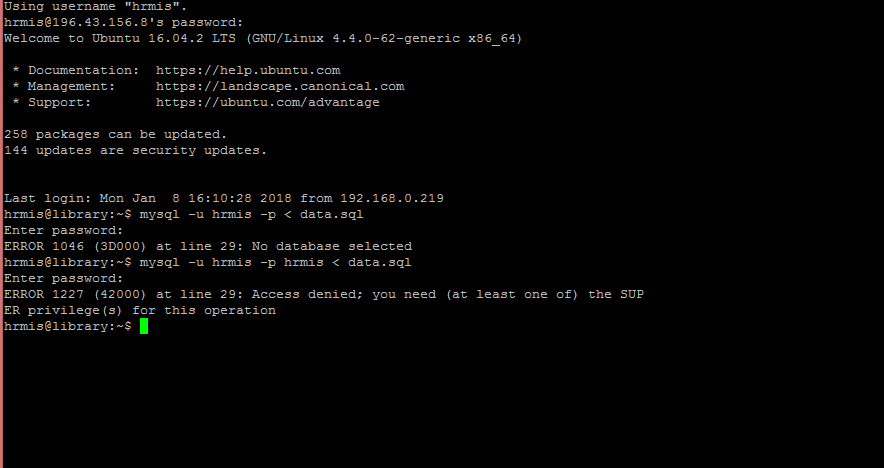 Using username "hrmis".
hrmis@196.43.156.8's password:
Welcome to Ubuntu 16.04.2 LTS (GNU/Linux 4.4.0-62-generic x86_64)
* Documentation:  https://help.ubuntu.com
* Management:     https://landscape.canonical.com
* Support:        https://ubuntu.com/advantage
258 packages can be updated.
144 updates are security updates.
Last login: Mon Jan  8 16:10:28 2018 from 192.168.0.219
hrmis@library:~$ mysql -u hrmis -p < data.sql
Enter password:
ERROR 1046 (3D000) at line 29: No database selected
hrmis@library:~$ mysql -u hrmis -p hrmis < data.sql
Enter password:
ERROR 1227 (42000) at line 29: Access denied; you need (at least one of) the SUP
ER privilege(s) for this operation
hrmis@library:~$